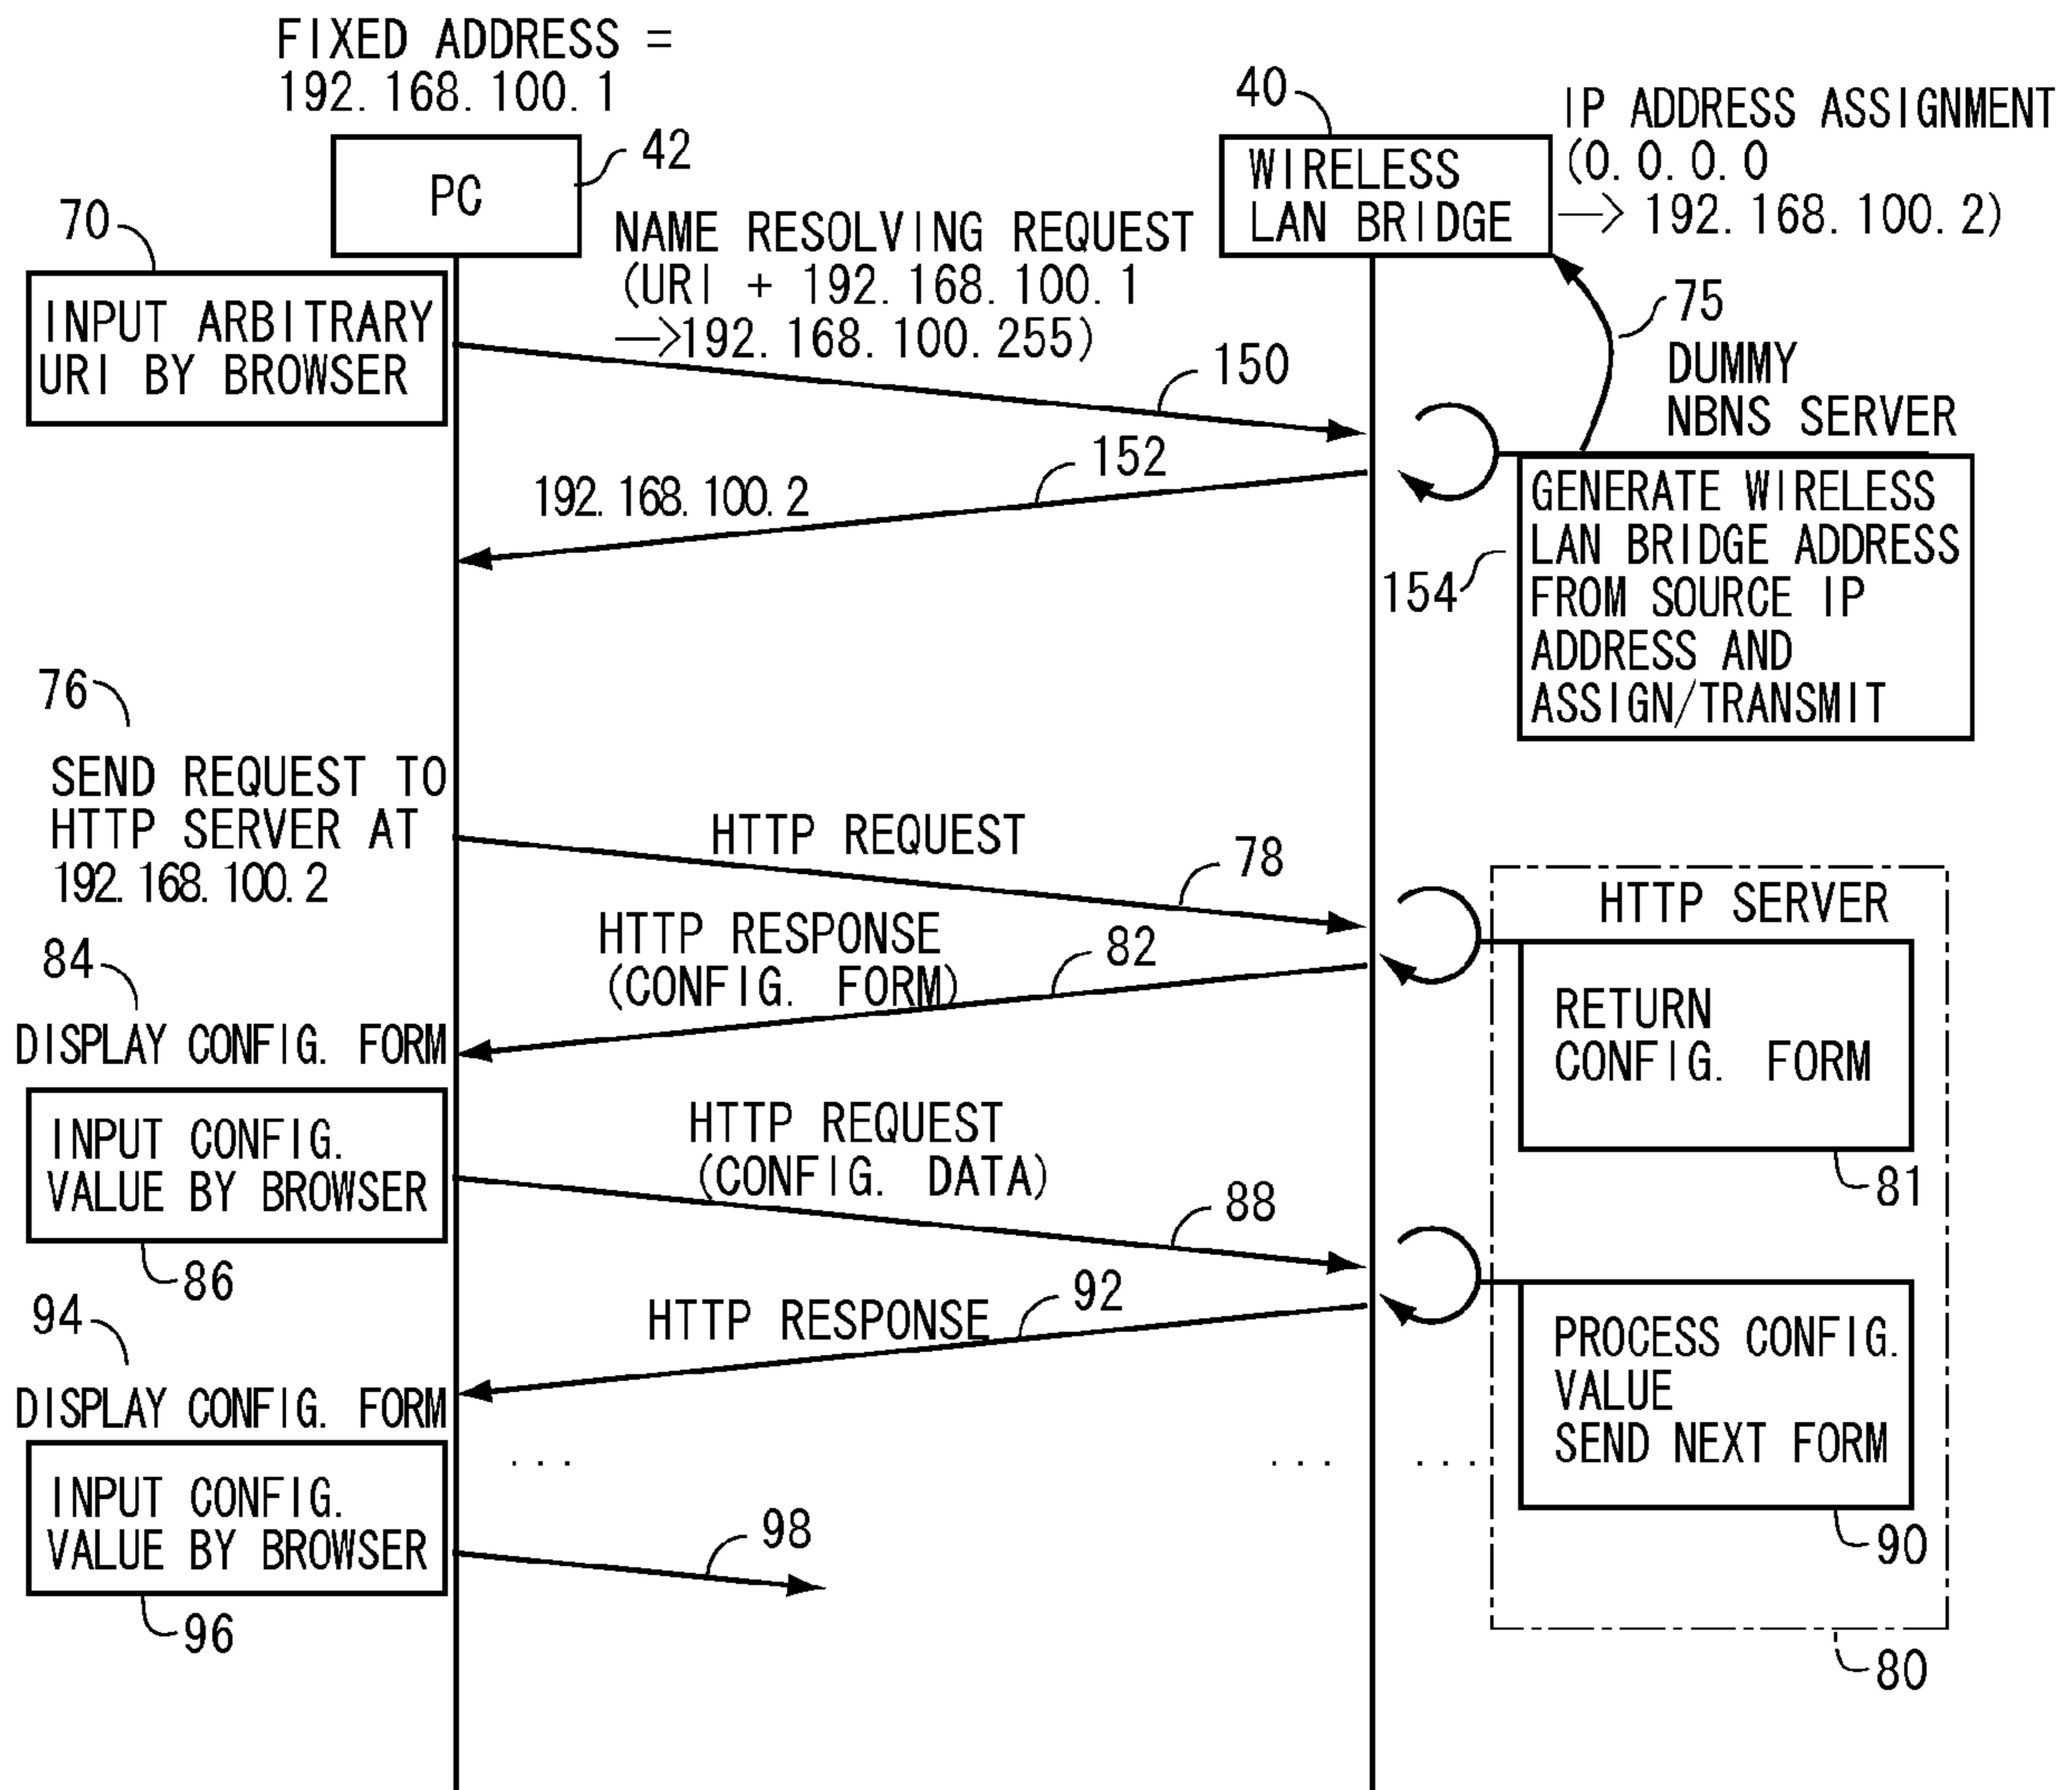 FIXED ADDRESS =
192.168.100.1
PC
42
40
WIRELESS
LAN BRIDGE
IP ADDRESS ASSIGNMENT
(0.0.0.0
→ 192.168.100.2)
70
INPUT ARBITRARY
URI BY BROWSER
NAME RESOLVING REQUEST
(URI + 192.168.100.1
→192.168.100.255)
150
75
DUMMY
NBNS SERVER
152
192.168.100.2
154
GENERATE WIRELESS
LAN BRIDGE ADDRESS
FROM SOURCE IP
ADDRESS AND
ASSIGN/TRANSMIT
76
SEND REQUEST TO
HTTP SERVER AT
192.168.100.2
HTTP REQUEST
78
HTTP SERVER
HTTP RESPONSE
(CONFIG. FORM)
82
RETURN
CONFIG. FORM
81
84
DISPLAY CONFIG. FORM
INPUT CONFIG.
VALUE BY BROWSER
86
HTTP REQUEST
(CONFIG. DATA)
88
HTTP RESPONSE
92
PROCESS CONFIG.
VALUE
SEND NEXT FORM
90
94
DISPLAY CONFIG. FORM
INPUT CONFIG.
VALUE BY BROWSER
96
...
... ...
98
80